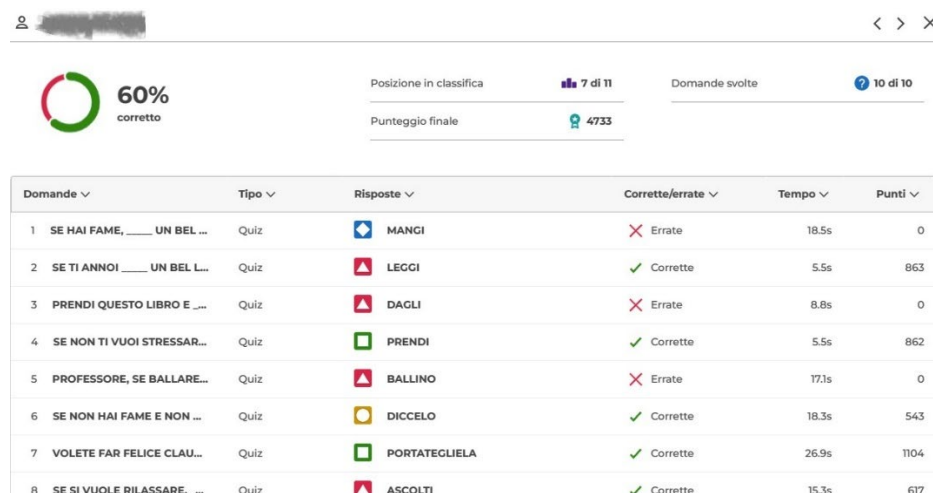 60%
corretto
Posizione in classifica 7 di 11
Punteggio finale 4733
Domande svolte 10 di 10
Domande Tipo Risposte Corrette/errate Tempo Punti
1 SE HAI FAME, ____ UN BEL ... Quiz MANGI Errate 18.5s 0
2 SE TI ANNOI ____ UN BEL L... Quiz LEGGI Corrette 5.5s 863
3 PRENDI QUESTO LIBRO E _... Quiz DAGLI Errate 8.8s 0
4 SE NON TI VUOI STRESSAR... Quiz PRENDI Corrette 5.5s 862
5 PROFESSORE, SE BALLARE... Quiz BALLINO Errate 17.1s 0
6 SE NON HAI FAME E NON ... Quiz DICCELO Corrette 18.3s 543
7 VOLETE FAR FELICE CLAU... Quiz PORTATEGLIELA Corrette 26.9s 1104
8 SE SI VUOLE RILASSARE, _... Quiz ASCOLTI Corrette 15.3s 617